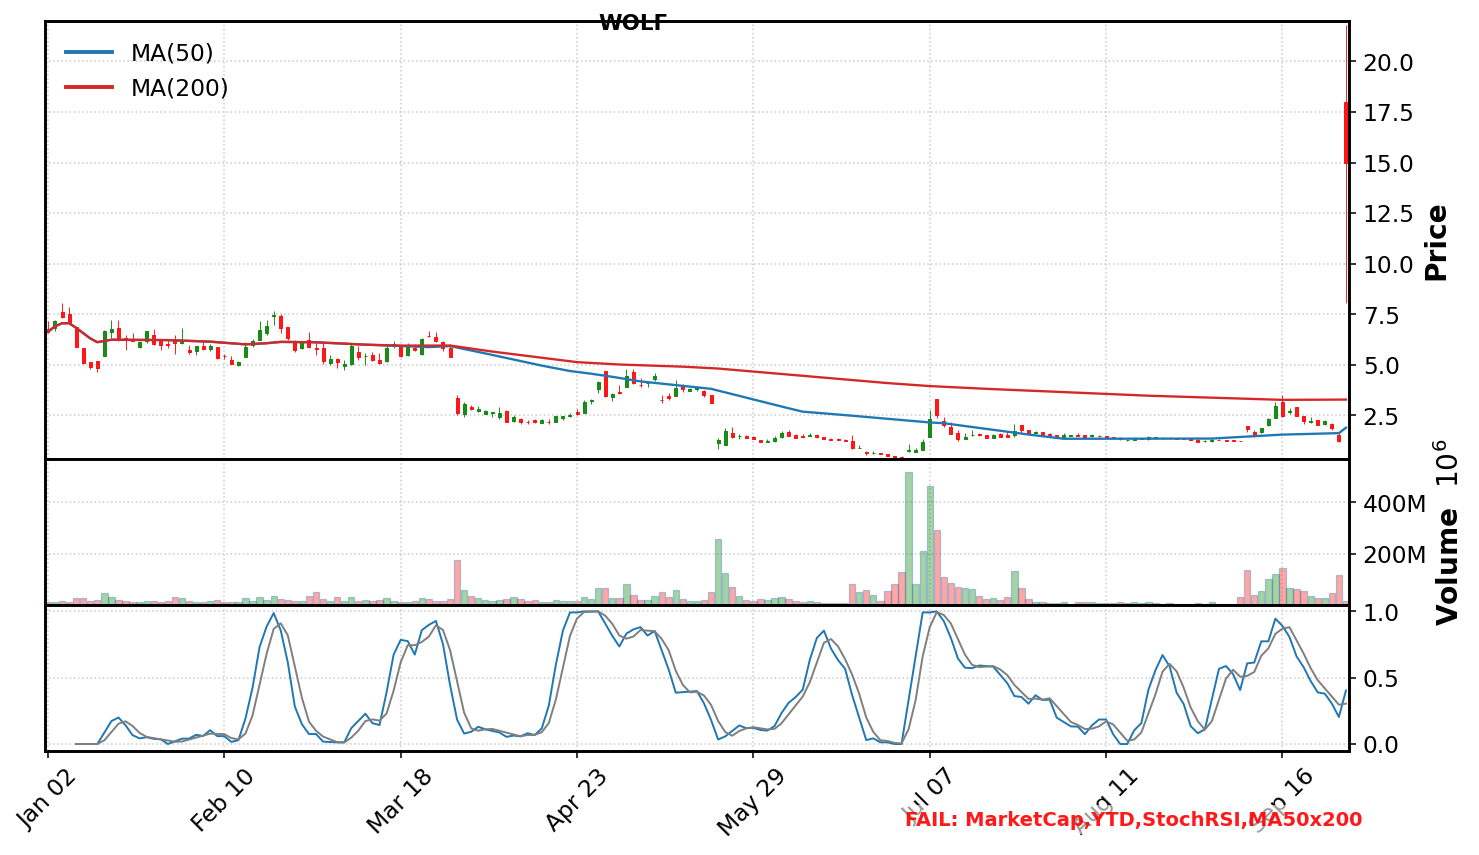 WOLF
MA(50)
MA(200)
20.0
17.5
15.0
12.5
10.0
7.5
5.0
2.5
Price
10^6
400M
200M
Volume
1.0
0.5
0.0
Jan 02
Feb 10
Mar 18
Apr 23
May 29
Jul 07
Aug 11
Sep 16
FAIL: MarketCap,YTD,StochRSI,MA50x200